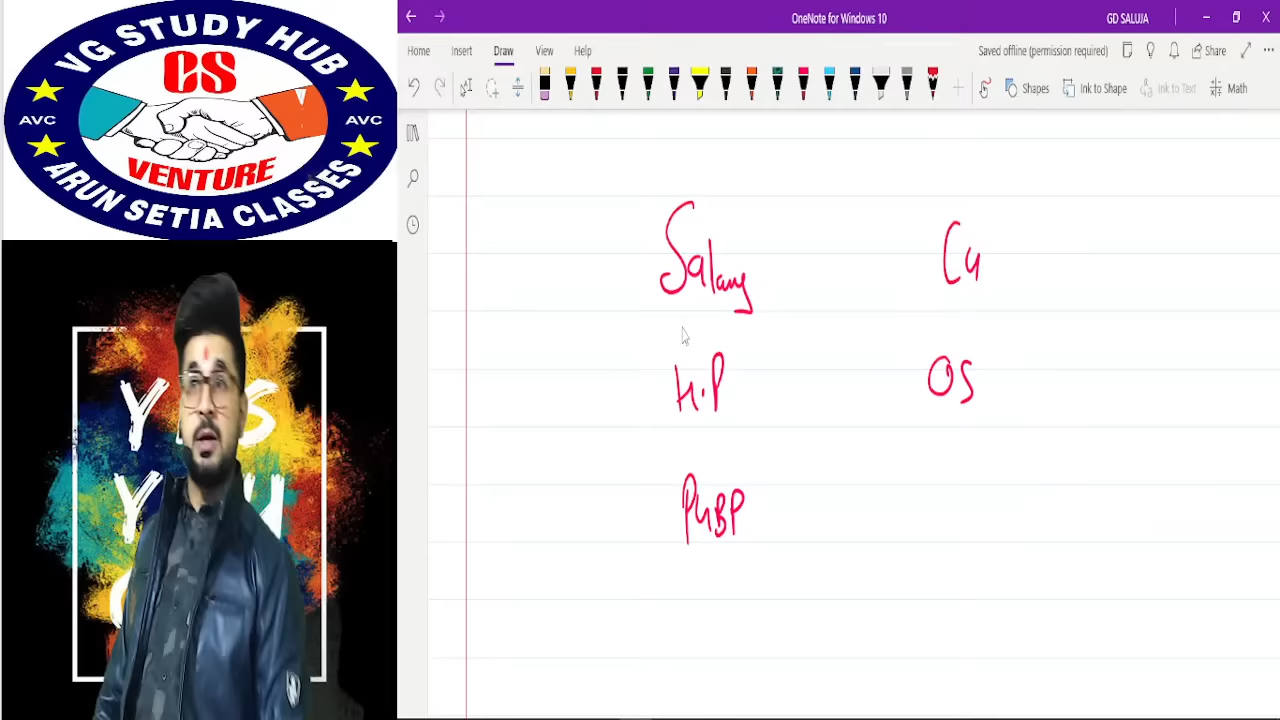 VG STUDY HUB
CS
AVC
AVC
VENTURE
ARUN SETIA CLASSES
OneNote for Windows 10
GD SALUJA
Home Insert Draw View Help
Saved offline (permission required)
Share
Shapes
Ink to Shape
Ink to Text
Math
Salary
CG
H.P
OS
PGBP